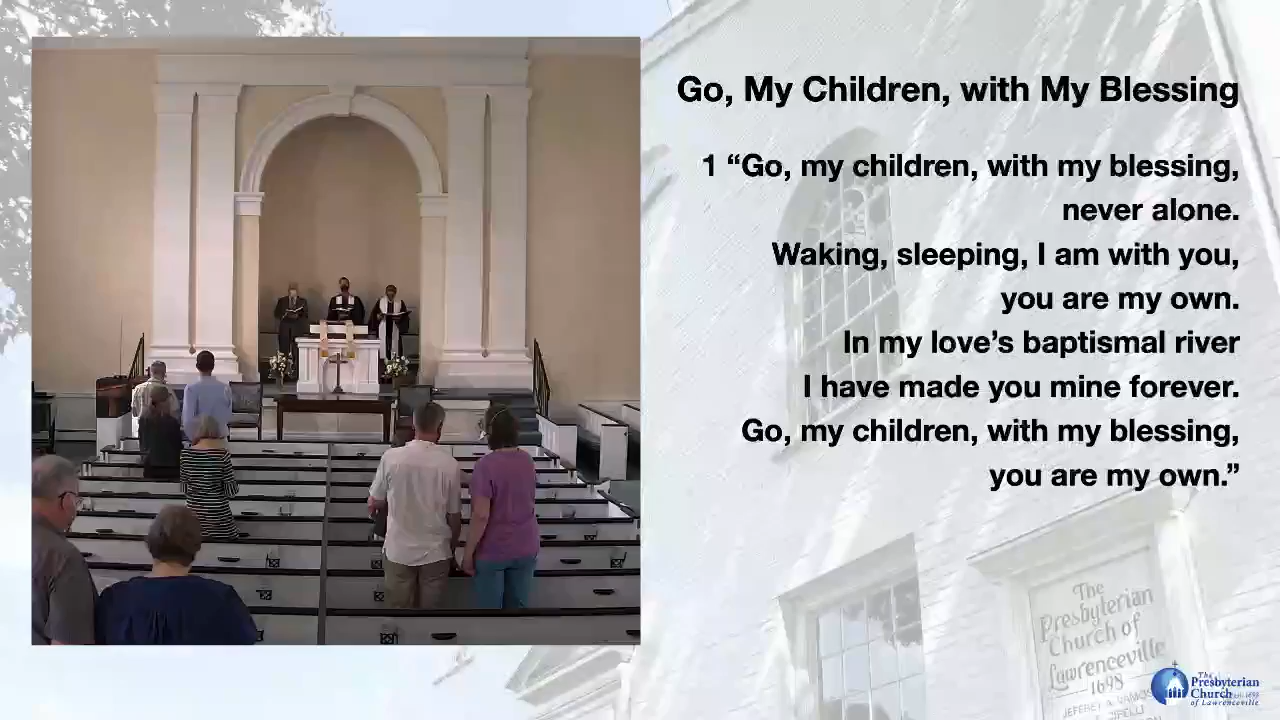 Go, My Children, with My Blessing
1 “Go, my children, with my blessing,
never alone.
Waking, sleeping, I am with you,
you are my own.
In my love’s baptismal river
I have made you mine forever.
Go, my children, with my blessing,
you are my own.”
The
Presbyterian
Church of
Lawrenceville
1698
The
Presbyterian
Church
of Lawrenceville